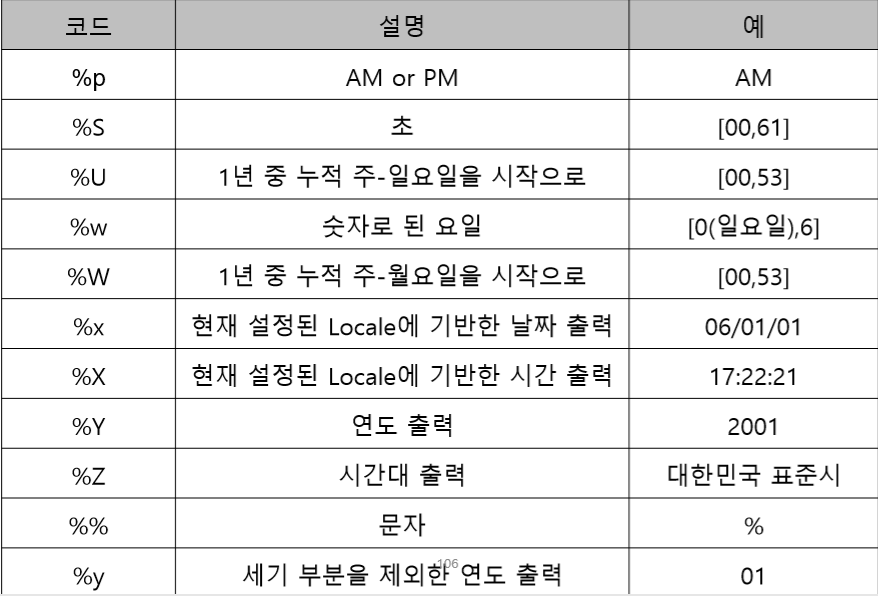 코드 설명 예
%p AM or PM AM
%S 초 [00,61]
%U 1년 중 누적 주-일요일을 시작으로 [00,53]
%w 숫자로 된 요일 [0(일요일),6]
%W 1년 중 누적 주-월요일을 시작으로 [00,53]
%x 현재 설정된 Locale에 기반한 날짜 출력 06/01/01
%X 현재 설정된 Locale에 기반한 시간 출력 17:22:21
%Y 연도 출력 2001
%Z 시간대 출력 대한민국 표준시
%% 문자 %
106
%y 세기 부분을 제외한 연도 출력 01